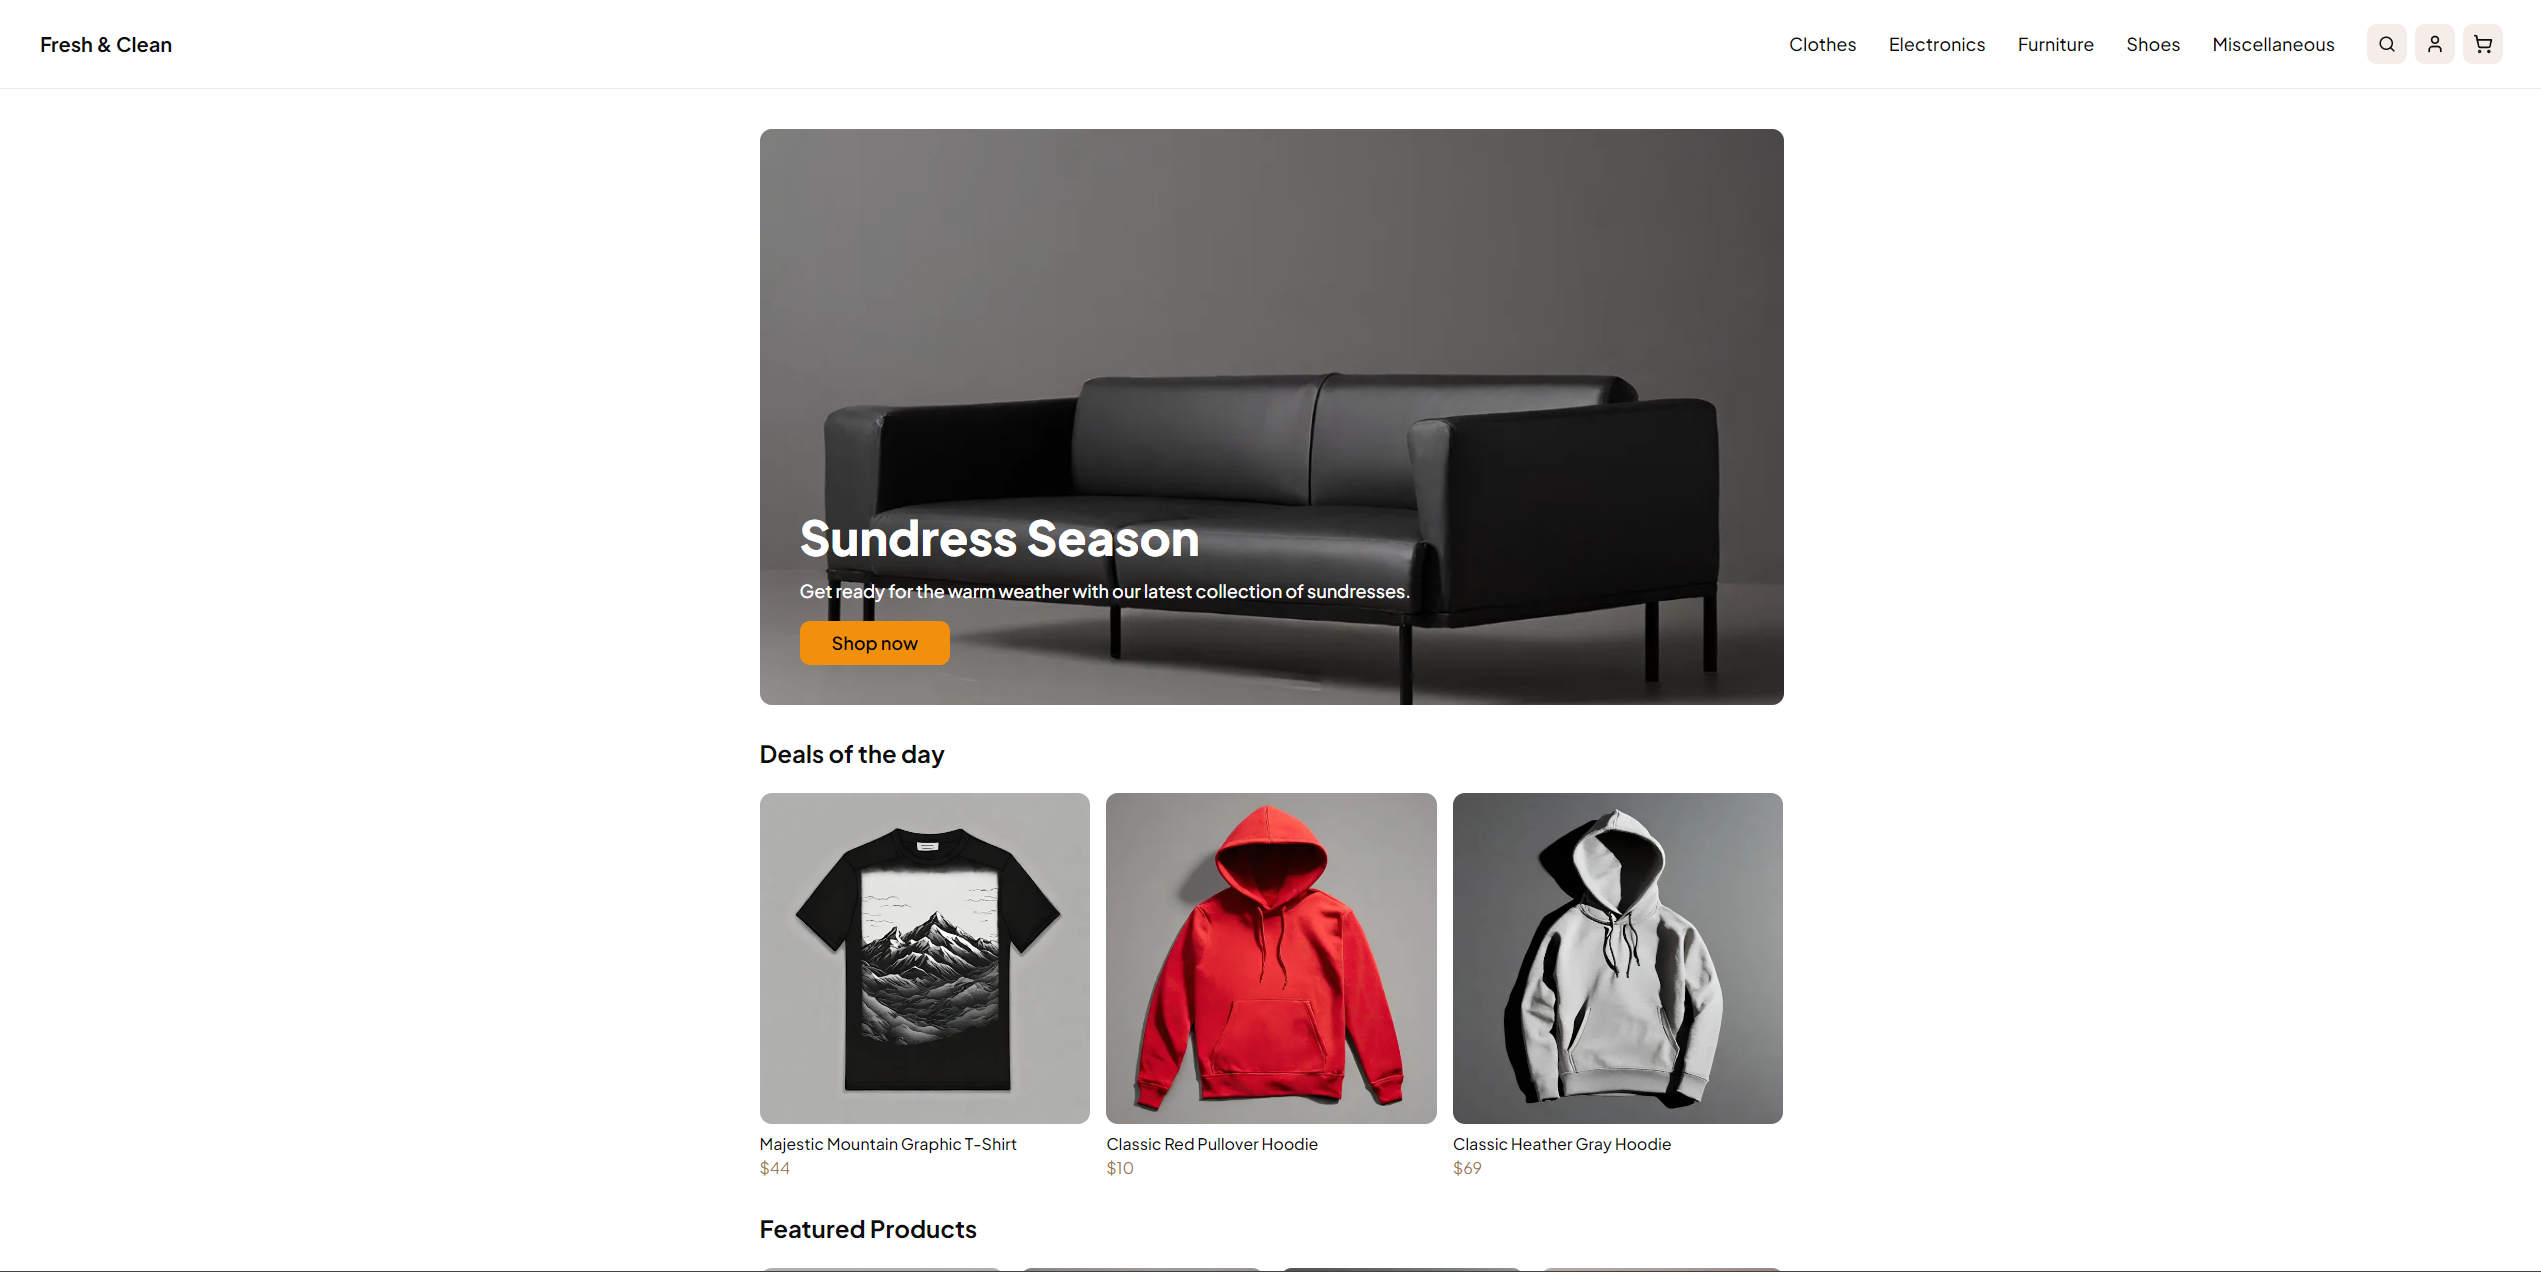 Fresh & Clean
Clothes Electronics Furniture Shoes Miscellaneous
Sundress Season
Get ready for the warm weather with our latest collection of sundresses.
Shop now
Deals of the day
Majestic Mountain Graphic T-Shirt
$44
Classic Red Pullover Hoodie
$10
Classic Heather Gray Hoodie
$69
Featured Products